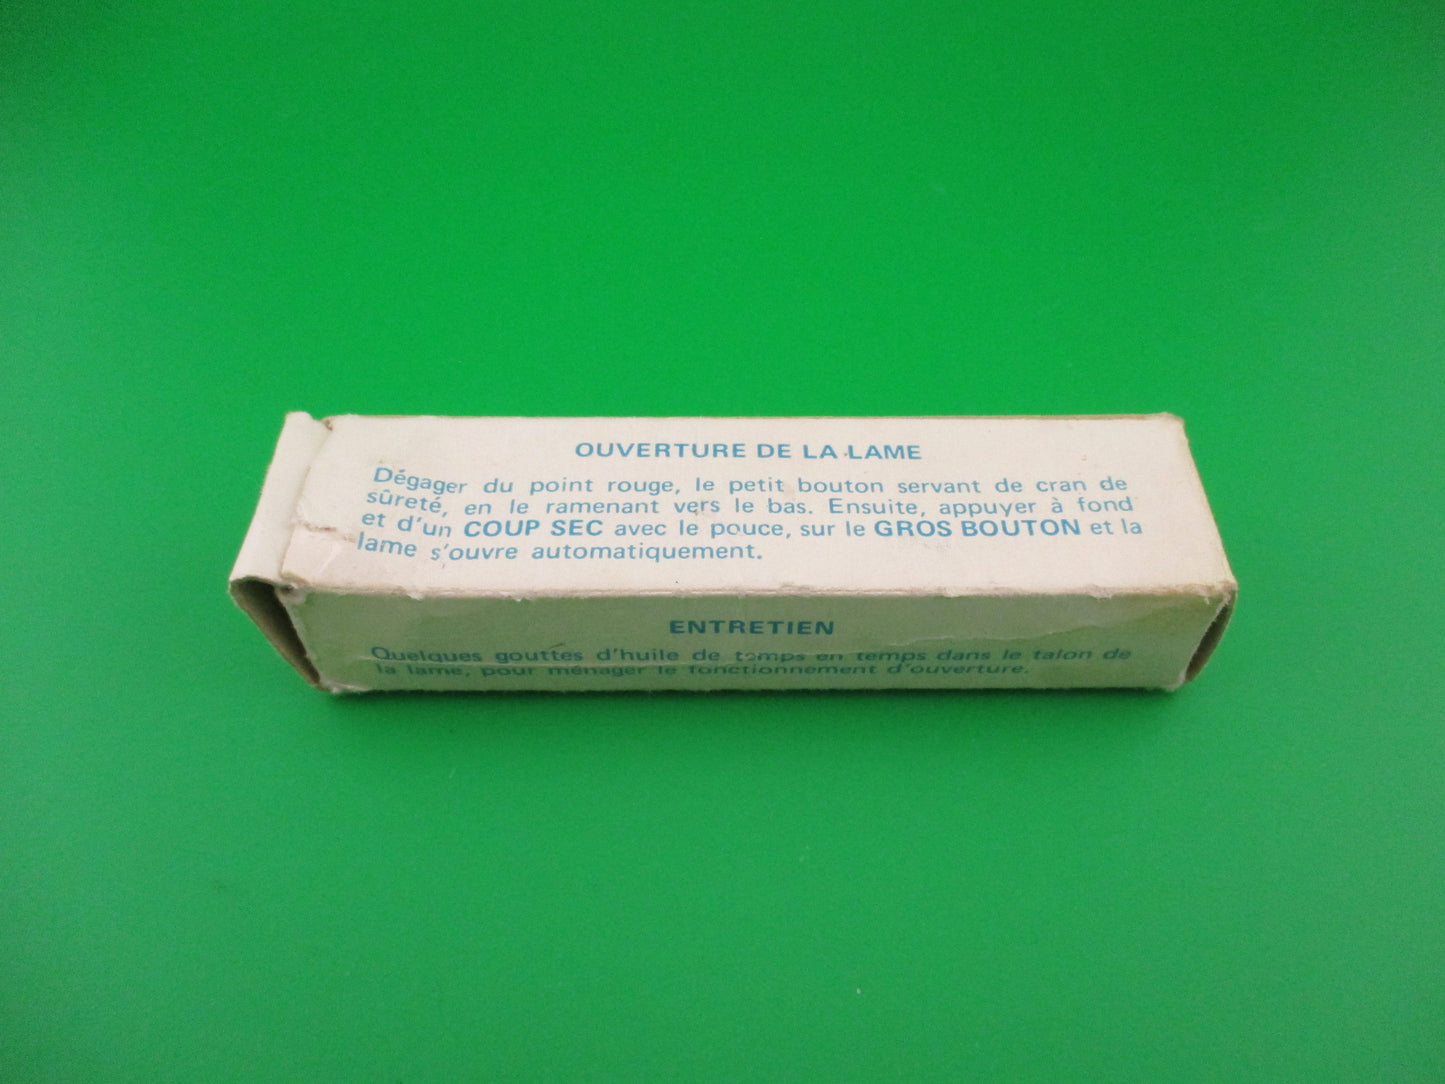 OUVERTURE DE LA LAME
Dégager du point rouge, le petit bouton servant de cran de
sûreté, en le ramenant vers le bas. Ensuite, appuyer à fond
et d'un COUP SEC avec le pouce, sur le GROS BOUTON et la
lame s'ouvre automatiquement.
ENTRETIEN
Quelques gouttes d'huile de temps en temps dans le talon de
la lame, pour ménager le fonctionnement d'ouverture.